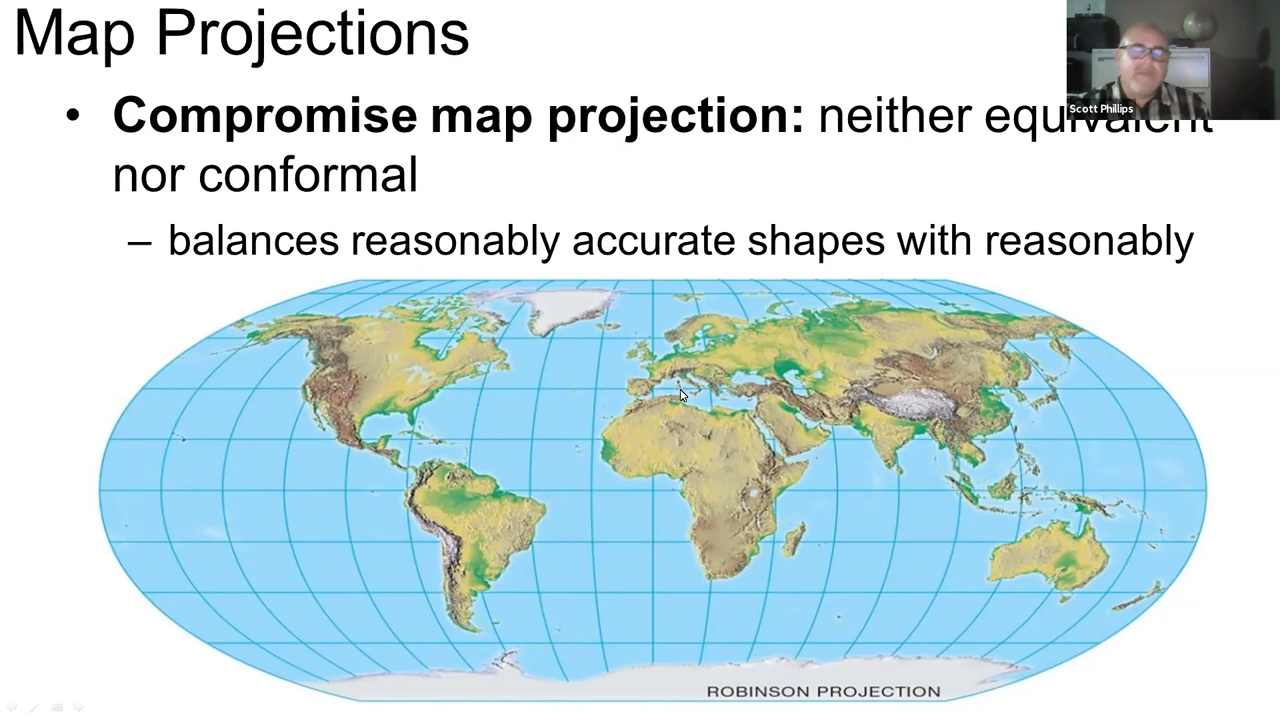 Map Projections
Scott Phillips
• Compromise map projection: neither equivalent
nor conformal
– balances reasonably accurate shapes with reasonably
ROBINSON PROJECTION